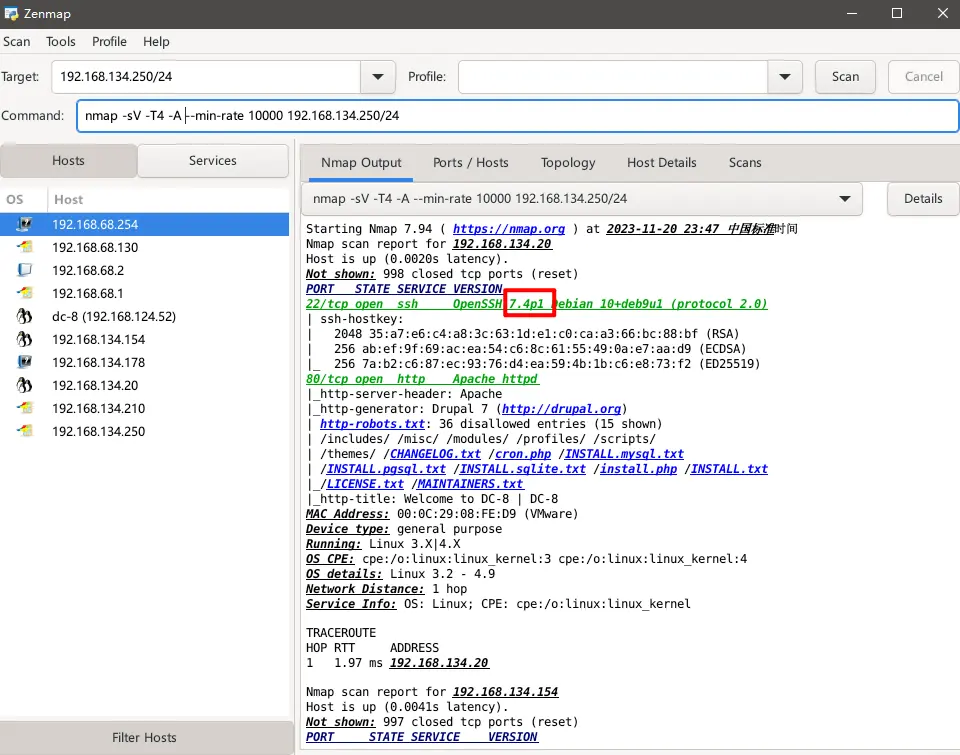 Zenmap
Scan Tools Profile Help
Target: 192.168.134.250/24 Profile: Scan Cancel
Command: nmap -sV -T4 -A --min-rate 10000 192.168.134.250/24
Hosts Services
Nmap Output Ports / Hosts Topology Host Details Scans
OS Host
nmap -sV -T4 -A --min-rate 10000 192.168.134.250/24 Details
192.168.68.254
192.168.68.130
192.168.68.2
192.168.68.1
dc-8 (192.168.124.52)
192.168.134.154
192.168.134.178
192.168.134.20
192.168.134.210
192.168.134.250
Filter Hosts
Starting Nmap 7.94 ( https://nmap.org ) at 2023-11-20 23:47 中国标准时间
Nmap scan report for 192.168.134.20
Host is up (0.0020s latency).
Not shown: 998 closed tcp ports (reset)
PORT   STATE SERVICE VERSION
22/tcp open  ssh     OpenSSH 7.4p1 Debian 10+deb9u1 (protocol 2.0)
| ssh-hostkey:
|   2048 35:a7:e6:c4:a8:3c:63:1d:e1:c0:ca:a3:66:bc:88:bf (RSA)
|   256 ab:ef:9f:69:ac:ea:54:c6:8c:61:55:49:0a:e7:aa:d9 (ECDSA)
|_  256 7a:b2:c6:87:ec:93:76:d4:ea:59:4b:1b:c6:e8:73:f2 (ED25519)
80/tcp open  http    Apache httpd
|_http-server-header: Apache
|_http-generator: Drupal 7 (http://drupal.org)
| http-robots.txt: 36 disallowed entries (15 shown)
| /includes/ /misc/ /modules/ /profiles/ /scripts/
| /themes/ /CHANGELOG.txt /cron.php /INSTALL.mysql.txt
| /INSTALL.pgsql.txt /INSTALL.sqlite.txt /install.php /INSTALL.txt
|_/LICENSE.txt /MAINTAINERS.txt
|_http-title: Welcome to DC-8 | DC-8
MAC Address: 00:0C:29:08:FE:D9 (VMware)
Device type: general purpose
Running: Linux 3.X|4.X
OS CPE: cpe:/o:linux:linux_kernel:3 cpe:/o:linux:linux_kernel:4
OS details: Linux 3.2 - 4.9
Network Distance: 1 hop
Service Info: OS: Linux; CPE: cpe:/o:linux:linux_kernel
TRACEROUTE
HOP RTT     ADDRESS
1   1.97 ms 192.168.134.20
Nmap scan report for 192.168.134.154
Host is up (0.0041s latency).
Not shown: 997 closed tcp ports (reset)
PORT     STATE SERVICE    VERSION